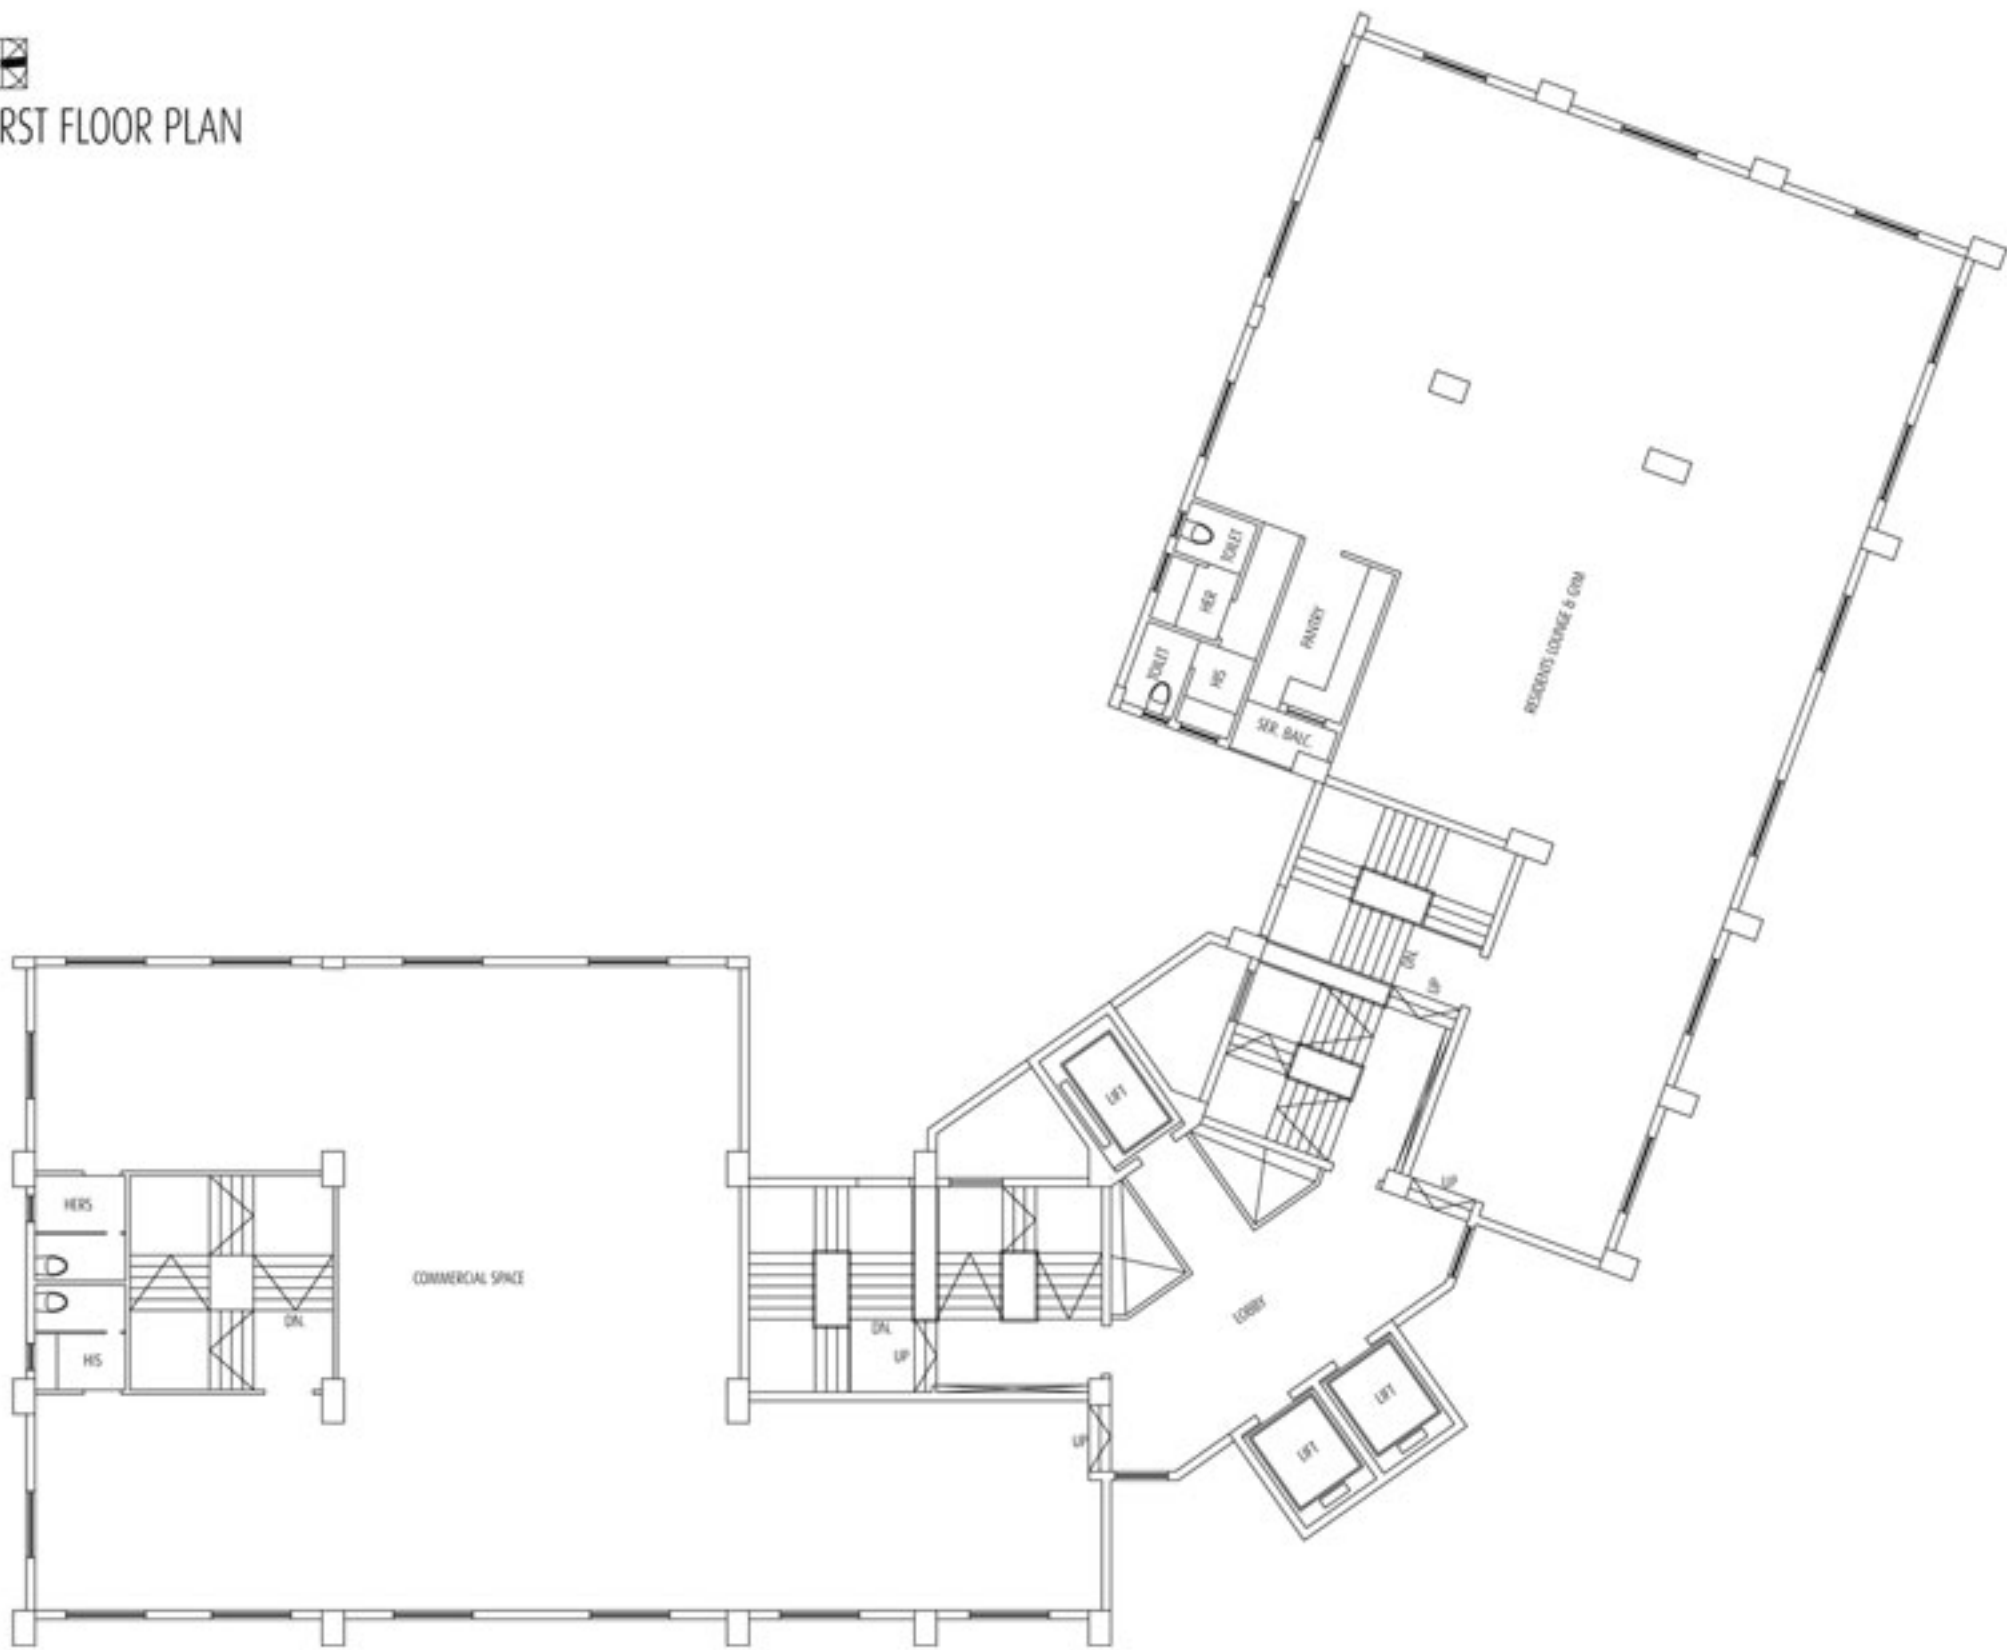 RST FLOOR PLAN
TOILET
HER
PANTRY
TOILET
HIS
SER. BALC.
RESIDENTS LOUNGE & GYM
DN.
UP
LIFT
UP
HERS
COMMERCIAL SPACE
DN.
HIS
DN.
UP
LOBBY
UP
LIFT
LIFT